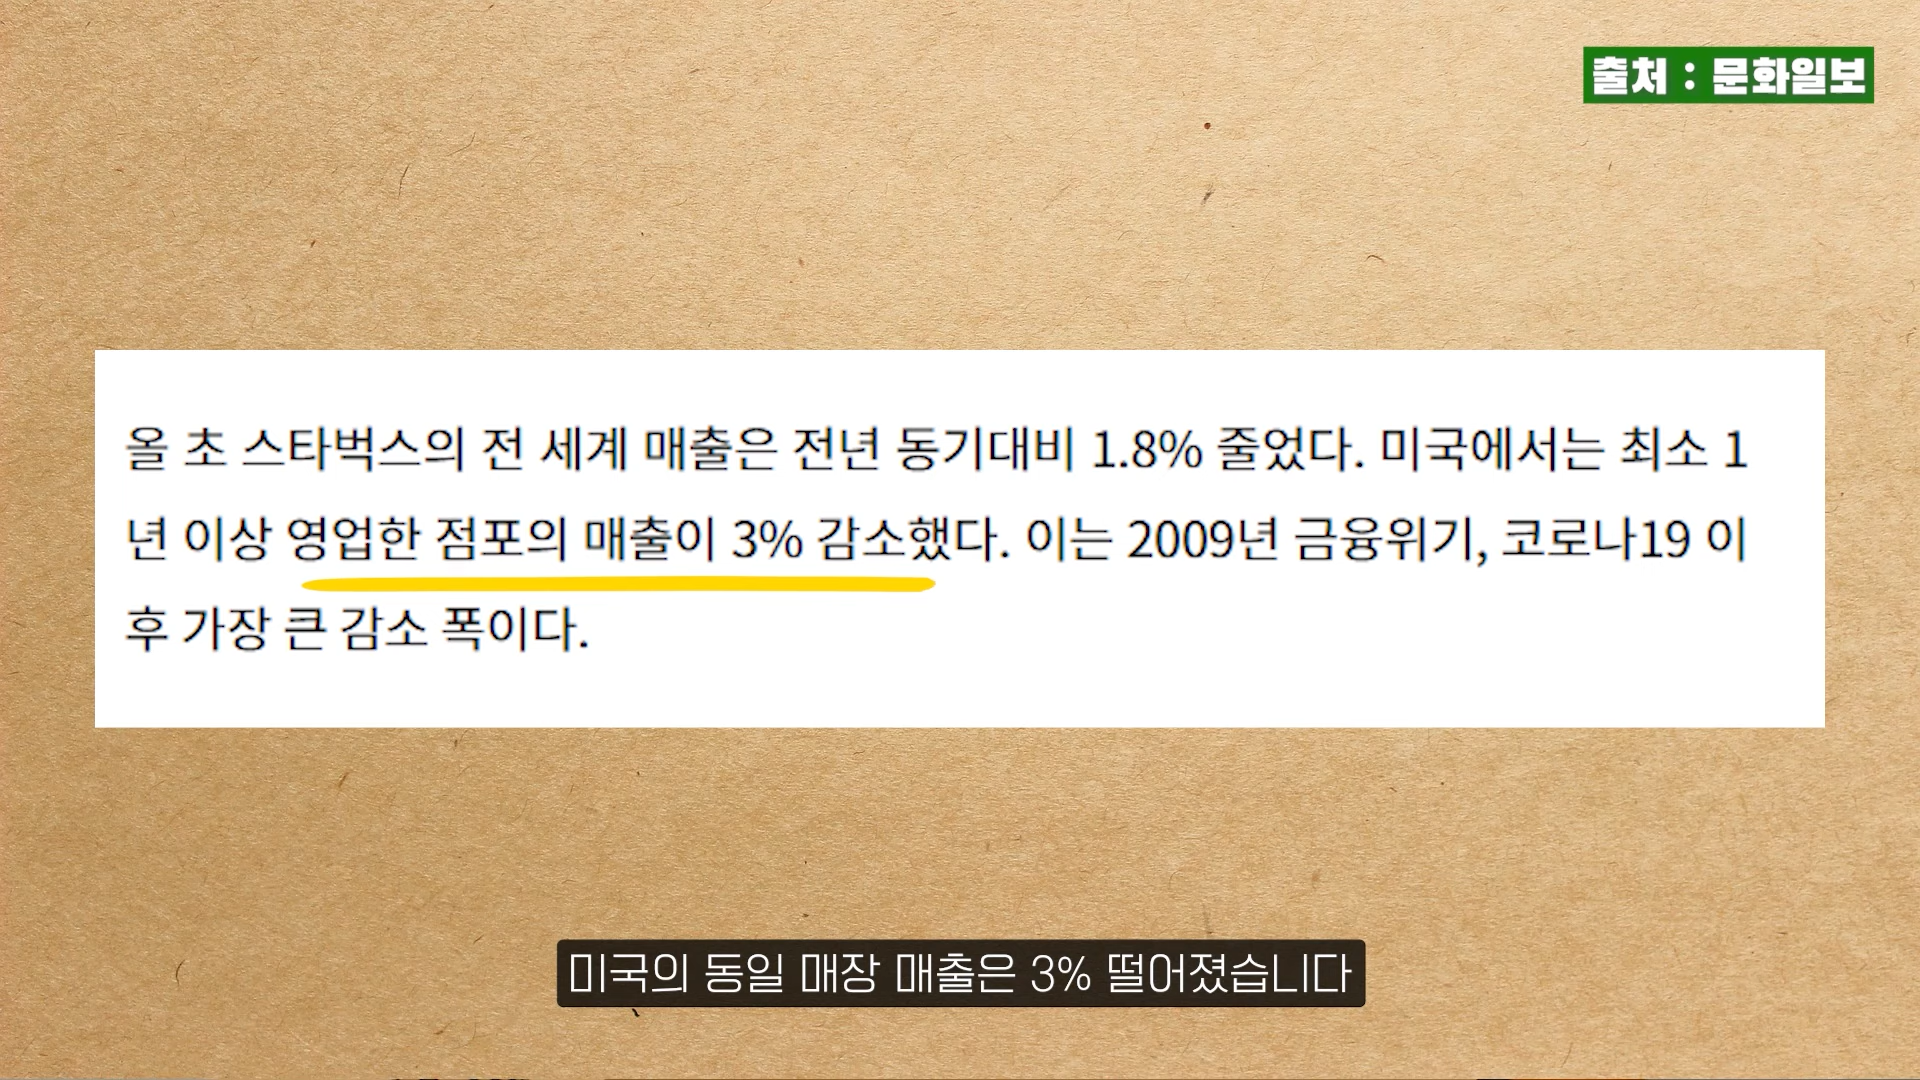 출처 : 문화일보
올 초 스타벅스의 전 세계 매출은 전년 동기대비 1.8% 줄었다. 미국에서는 최소 1
년 이상 영업한 점포의 매출이 3% 감소했다. 이는 2009년 금융위기, 코로나19 이
후 가장 큰 감소 폭이다.
미국의 동일 매장 매출은 3% 떨어졌습니다